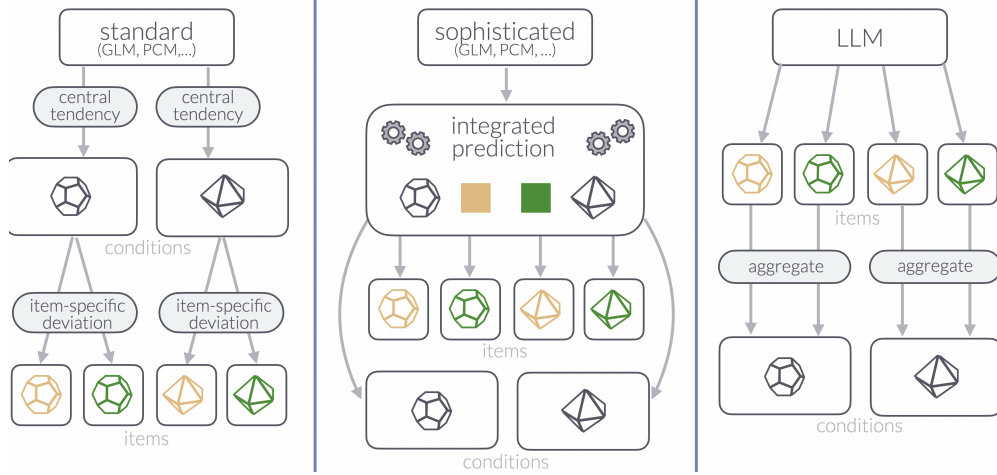 standard
(GLM, PCM,...)
central
tendency
central
tendency
conditions
item-specific
deviation
item-specific
deviation
items
sophisticated
(GLM, PCM, ...)
integrated
prediction
items
conditions
LLM
items
aggregate
aggregate
conditions